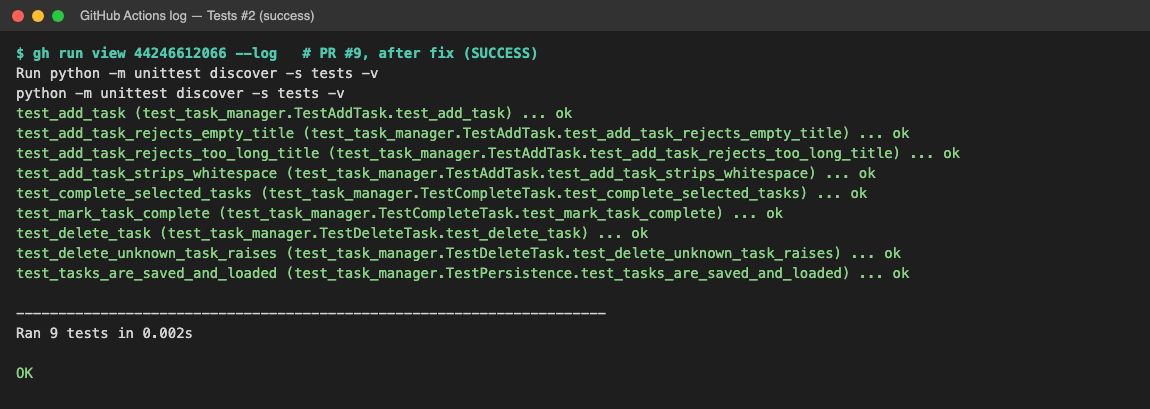 GitHub Actions log — Tests #2 (success)
$ gh run view 44246612066 --log   # PR #9, after fix (SUCCESS)
Run python -m unittest discover -s tests -v
python -m unittest discover -s tests -v
test_add_task (test_task_manager.TestAddTask.test_add_task) ... ok
test_add_task_rejects_empty_title (test_task_manager.TestAddTask.test_add_task_rejects_empty_title) ... ok
test_add_task_rejects_too_long_title (test_task_manager.TestAddTask.test_add_task_rejects_too_long_title) ... ok
test_add_task_strips_whitespace (test_task_manager.TestAddTask.test_add_task_strips_whitespace) ... ok
test_complete_selected_tasks (test_task_manager.TestCompleteTask.test_complete_selected_tasks) ... ok
test_mark_task_complete (test_task_manager.TestCompleteTask.test_mark_task_complete) ... ok
test_delete_task (test_task_manager.TestDeleteTask.test_delete_task) ... ok
test_delete_unknown_task_raises (test_task_manager.TestDeleteTask.test_delete_unknown_task_raises) ... ok
test_tasks_are_saved_and_loaded (test_task_manager.TestPersistence.test_tasks_are_saved_and_loaded) ... ok
----------------------------------------------------------------------
Ran 9 tests in 0.002s
OK